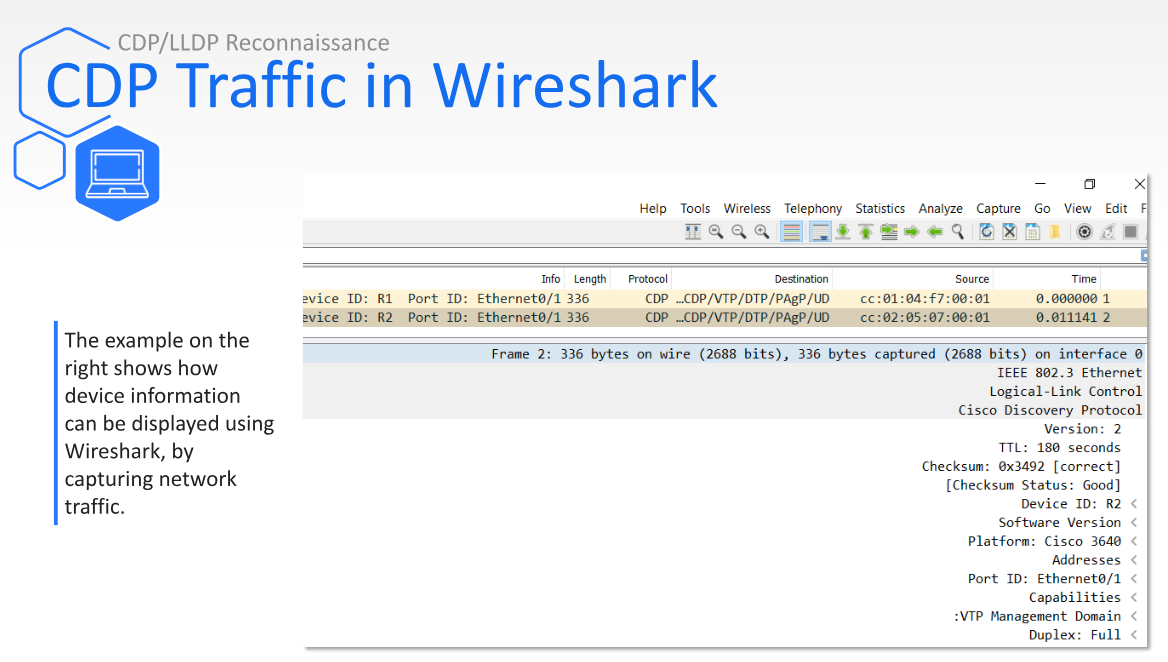 CDP/LLDP Reconnaissance
CDP Traffic in Wireshark
The example on the
right shows how
device information
can be displayed using
Wireshark, by
capturing network
traffic.
Help Tools Wireless Telephony Statistics Analyze Capture Go View Edit F
Info Length Protocol Destination Source Time
evice ID: R1 Port ID: Ethernet0/1 336 CDP …CDP/VTP/DTP/PAgP/UD cc:01:04:f7:00:01 0.000000 1
evice ID: R2 Port ID: Ethernet0/1 336 CDP …CDP/VTP/DTP/PAgP/UD cc:02:05:07:00:01 0.011141 2
Frame 2: 336 bytes on wire (2688 bits), 336 bytes captured (2688 bits) on interface 0
IEEE 802.3 Ethernet
Logical-Link Control
Cisco Discovery Protocol
Version: 2
TTL: 180 seconds
Checksum: 0x3492 [correct]
[Checksum Status: Good]
Device ID: R2
Software Version
Platform: Cisco 3640
Addresses
Port ID: Ethernet0/1
Capabilities
:VTP Management Domain
Duplex: Full